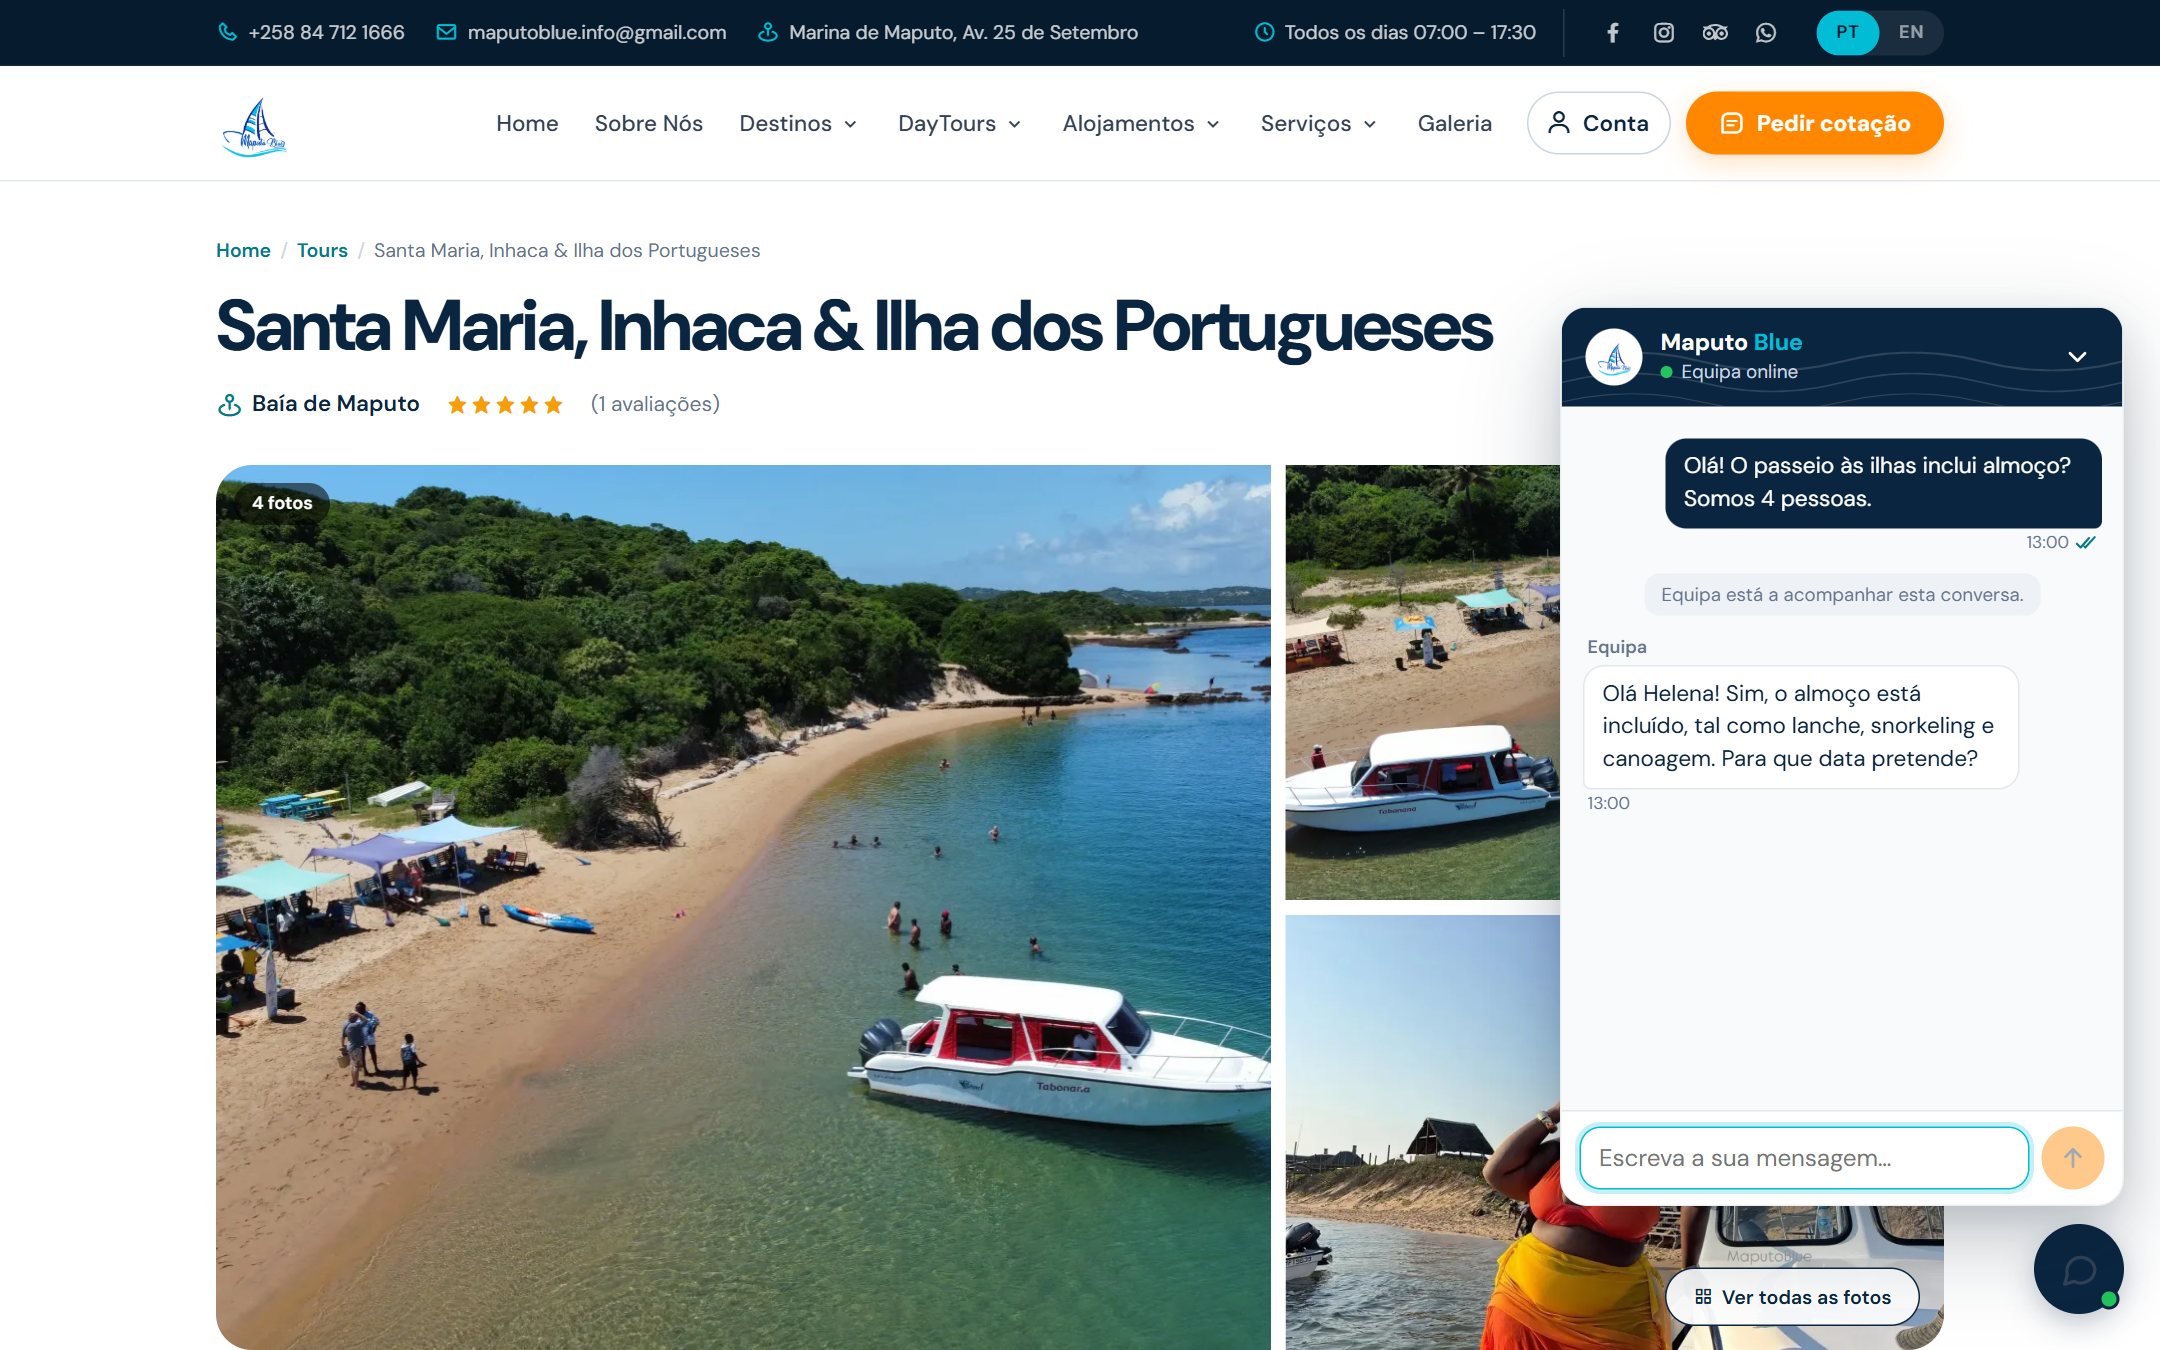 +258 84 712 1666
maputoblue.info@gmail.com
Marina de Maputo, Av. 25 de Setembro
Todos os dias 07:00 – 17:30
PT
EN
Maputo Blue
Home
Sobre Nós
Destinos
DayTours
Alojamentos
Serviços
Galeria
Conta
Pedir cotação
Home / Tours / Santa Maria, Inhaca & Ilha dos Portugueses
Santa Maria, Inhaca & Ilha dos Portugueses
Baía de Maputo
(1 avaliações)
4 fotos
Tabonana
Tabonana
Maputoblue
Ver todas as fotos
Maputo Blue
Equipa online
Olá! O passeio às ilhas inclui almoço?
Somos 4 pessoas.
13:00
Equipa está a acompanhar esta conversa.
Equipa
Olá Helena! Sim, o almoço está
incluído, tal como lanche, snorkeling e
canoagem. Para que data pretende?
13:00
Escreva a sua mensagem...